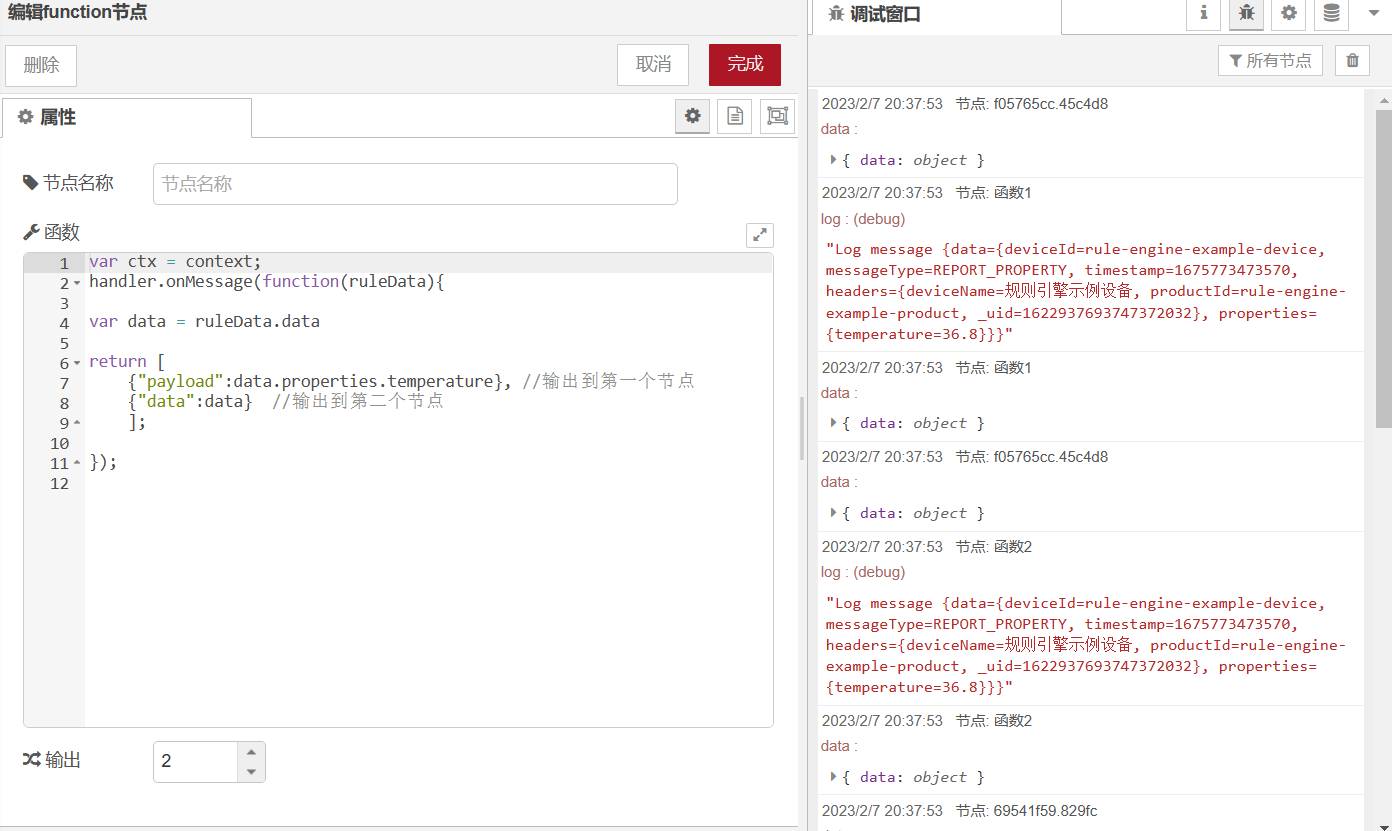 编辑function节点
删除
取消
完成
属性
节点名称
节点名称
函数
1 var ctx = context;
2 handler.onMessage(function(ruleData){
3
4 var data = ruleData.data
5
6 return [
7     {"payload":data.properties.temperature}, //输出到第一个节点
8     {"data":data}  //输出到第二个节点
9     ];
10
11 });
12
输出
2
调试窗口
所有节点
2023/2/7 20:37:53 节点: f05765cc.45c4d8
data :
{ data: object }
2023/2/7 20:37:53 节点: 函数1
log : (debug)
"Log message {data={deviceId=rule-engine-example-device,
messageType=REPORT_PROPERTY, timestamp=1675773473570,
headers={deviceName=规则引擎示例设备, productId=rule-engine-
example-product, _uid=1622937693747372032}, properties=
{temperature=36.8}}}"
2023/2/7 20:37:53 节点: 函数1
data :
{ data: object }
2023/2/7 20:37:53 节点: f05765cc.45c4d8
data :
{ data: object }
2023/2/7 20:37:53 节点: 函数2
log : (debug)
"Log message {data={deviceId=rule-engine-example-device,
messageType=REPORT_PROPERTY, timestamp=1675773473570,
headers={deviceName=规则引擎示例设备, productId=rule-engine-
example-product, _uid=1622937693747372032}, properties=
{temperature=36.8}}}"
2023/2/7 20:37:53 节点: 函数2
data :
{ data: object }
2023/2/7 20:37:53 节点: 69541f59.829fc